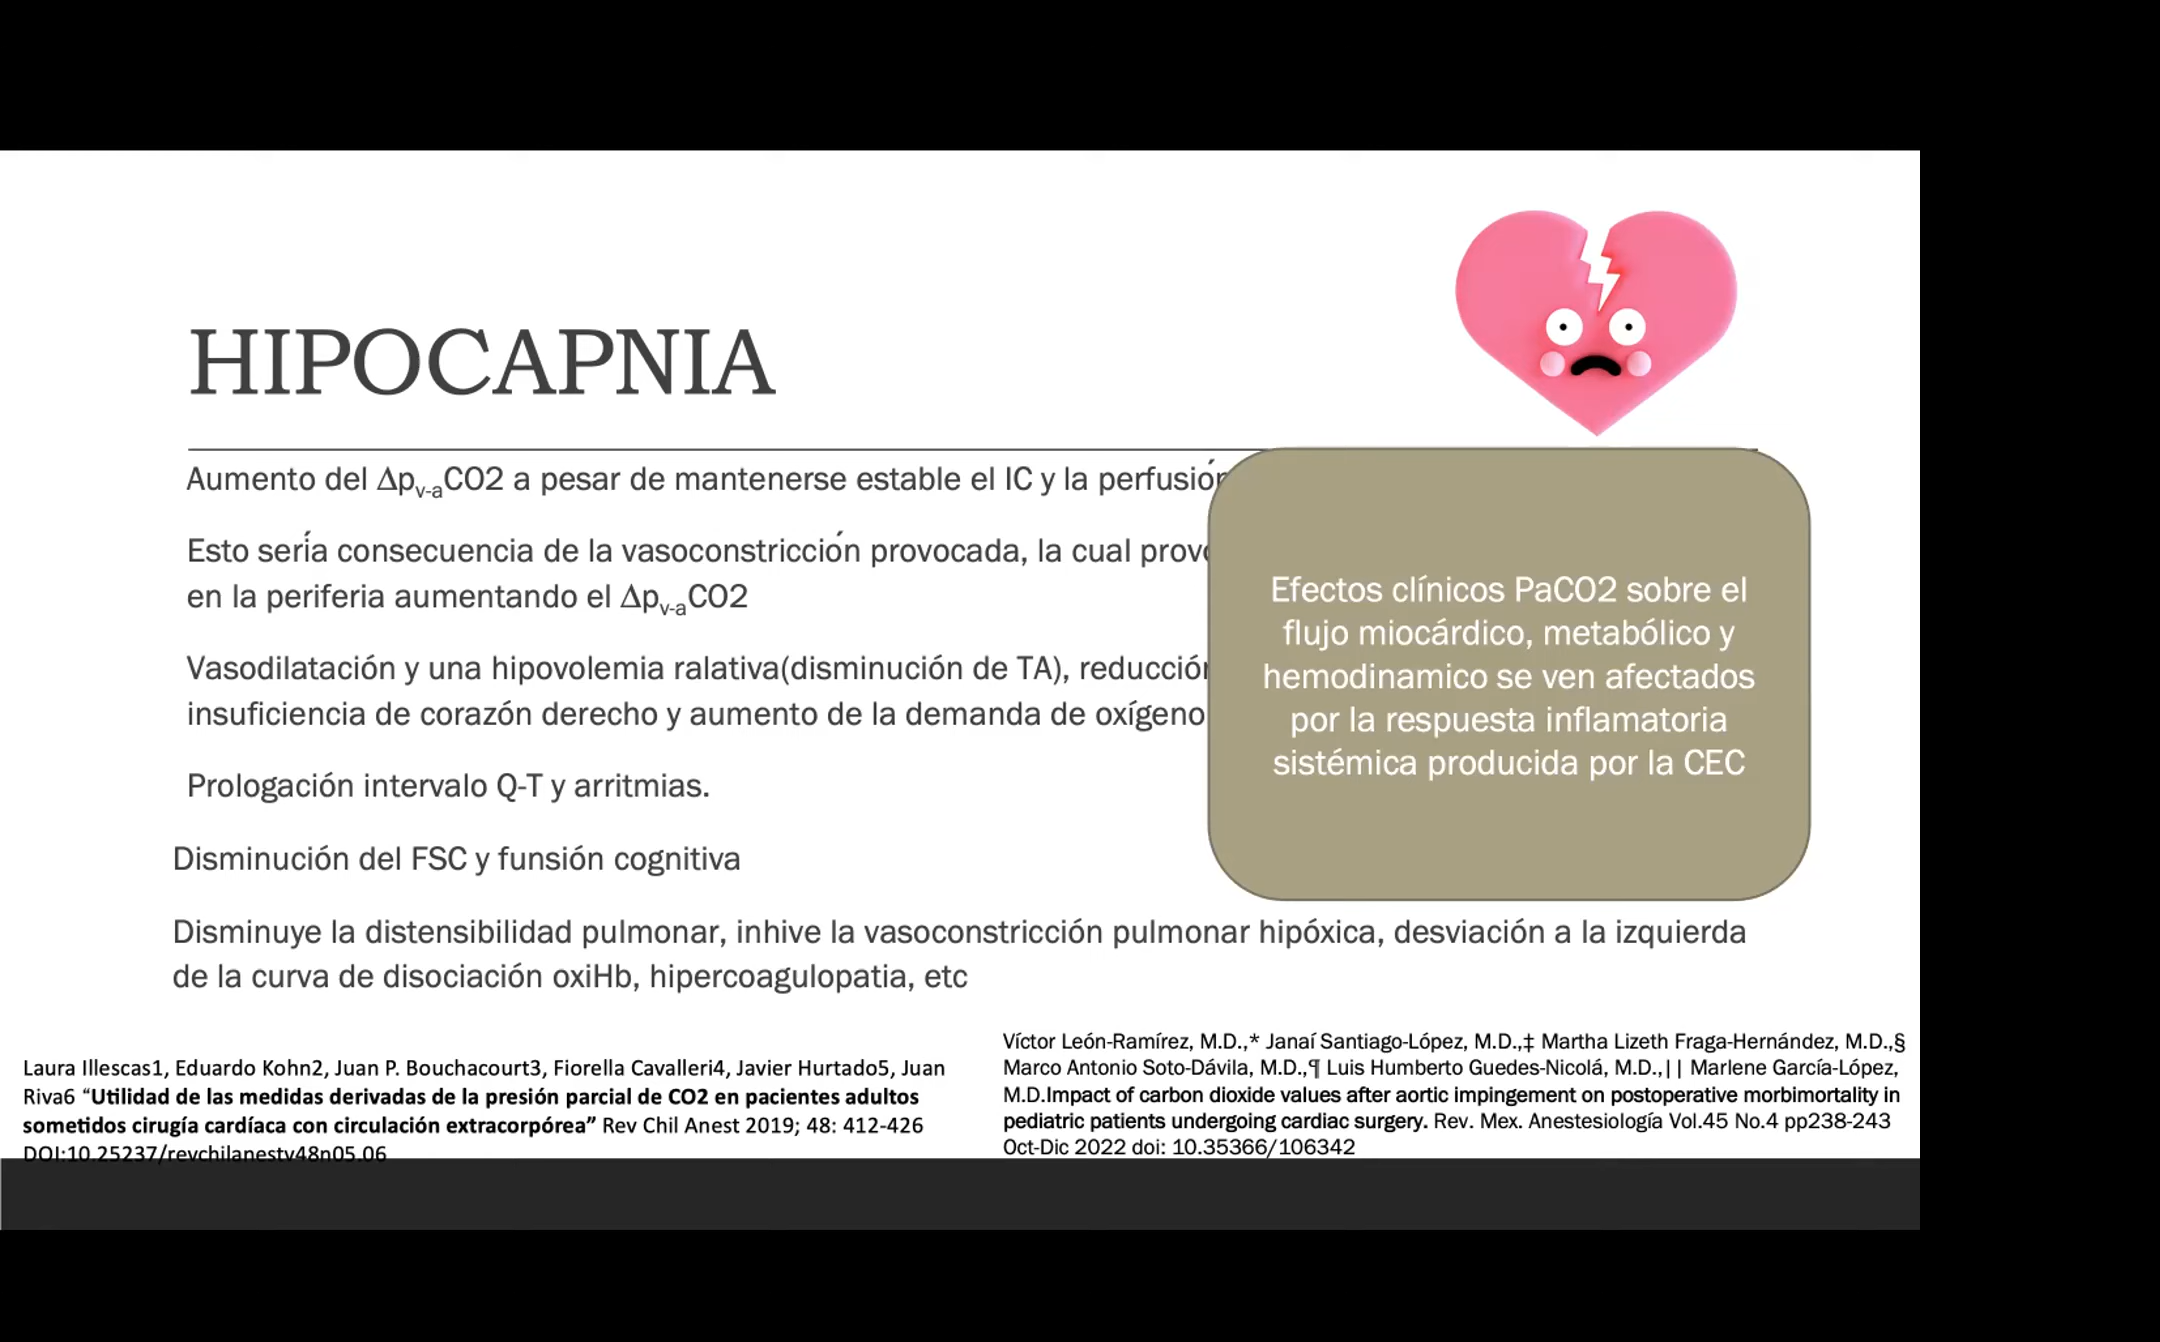 HIPOCAPNIA
Aumento del Δpv-aCO2 a pesar de mantenerse estable el IC y la
Esto sería consecuencia de la vasoconstricción provocada, la cual
en la periferia aumentando el Δpv-aCO2
Vasodilatación y una hipovolemia ralativa(disminución de TA),
insuficiencia de corazón derecho y aumento de la demanda de oxígeno
Prologación intervalo Q-T y arritmias.
Disminución del FSC y funsión cognitiva
Disminuye la distensibilidad pulmonar, inhive la vasoconstricción pulmonar hipóxica, desviación a la izquierda
de la curva de disociación oxiHb, hipercoagulopatia, etc
Efectos clínicos PaCO2 sobre el
flujo miocárdico, metabólico y
hemodinamico se ven afectados
por la respuesta inflamatoria
sistémica producida por la CEC
Laura Illescas1, Eduardo Kohn2, Juan P. Bouchacourt3, Fiorella Cavalleri4, Javier Hurtado5, Juan
Riva6 “Utilidad de las medidas derivadas de la presión parcial de CO2 en pacientes adultos
sometidos cirugía cardíaca con circulación extracorpórea” Rev Chil Anest 2019; 48: 412-426
DOI:10.25237/revchilanestv48n05.06
Víctor León-Ramírez, M.D.,* Janaí Santiago-López, M.D.,‡ Martha Lizeth Fraga-Hernández, M.D.,§
Marco Antonio Soto-Dávila, M.D.,¶ Luis Humberto Guedes-Nicolá, M.D.,|| Marlene García-López,
M.D.Impact of carbon dioxide values after aortic impingement on postoperative morbimortality in
pediatric patients undergoing cardiac surgery. Rev. Mex. Anestesiología Vol.45 No.4 pp238-243
Oct-Dic 2022 doi: 10.35366/106342